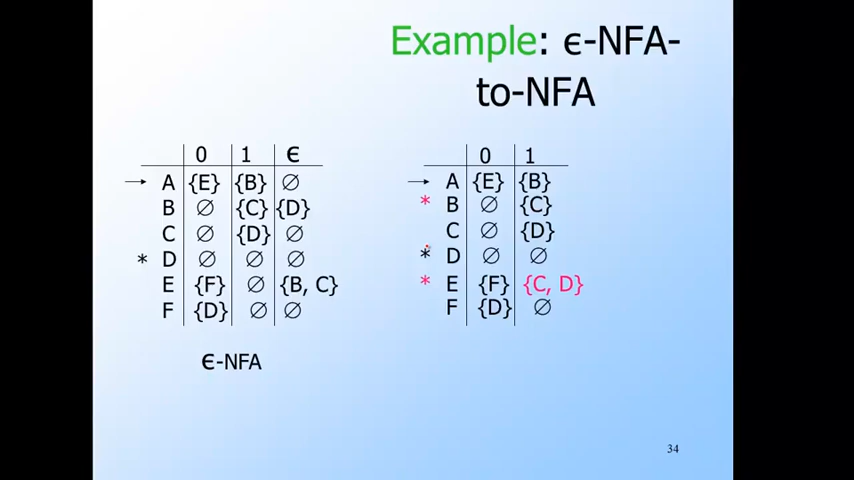 Example: ϵ-NFA-
to-NFA
0 1 ϵ
→ A {E} {B} ∅
B ∅ {C} {D}
C ∅ {D} ∅
* D ∅ ∅ ∅
E {F} ∅ {B, C}
F {D} ∅ ∅
ϵ-NFA
0 1
→ A {E} {B}
* B ∅ {C}
C ∅ {D}
* D ∅ ∅
* E {F} {C, D}
F {D} ∅
34